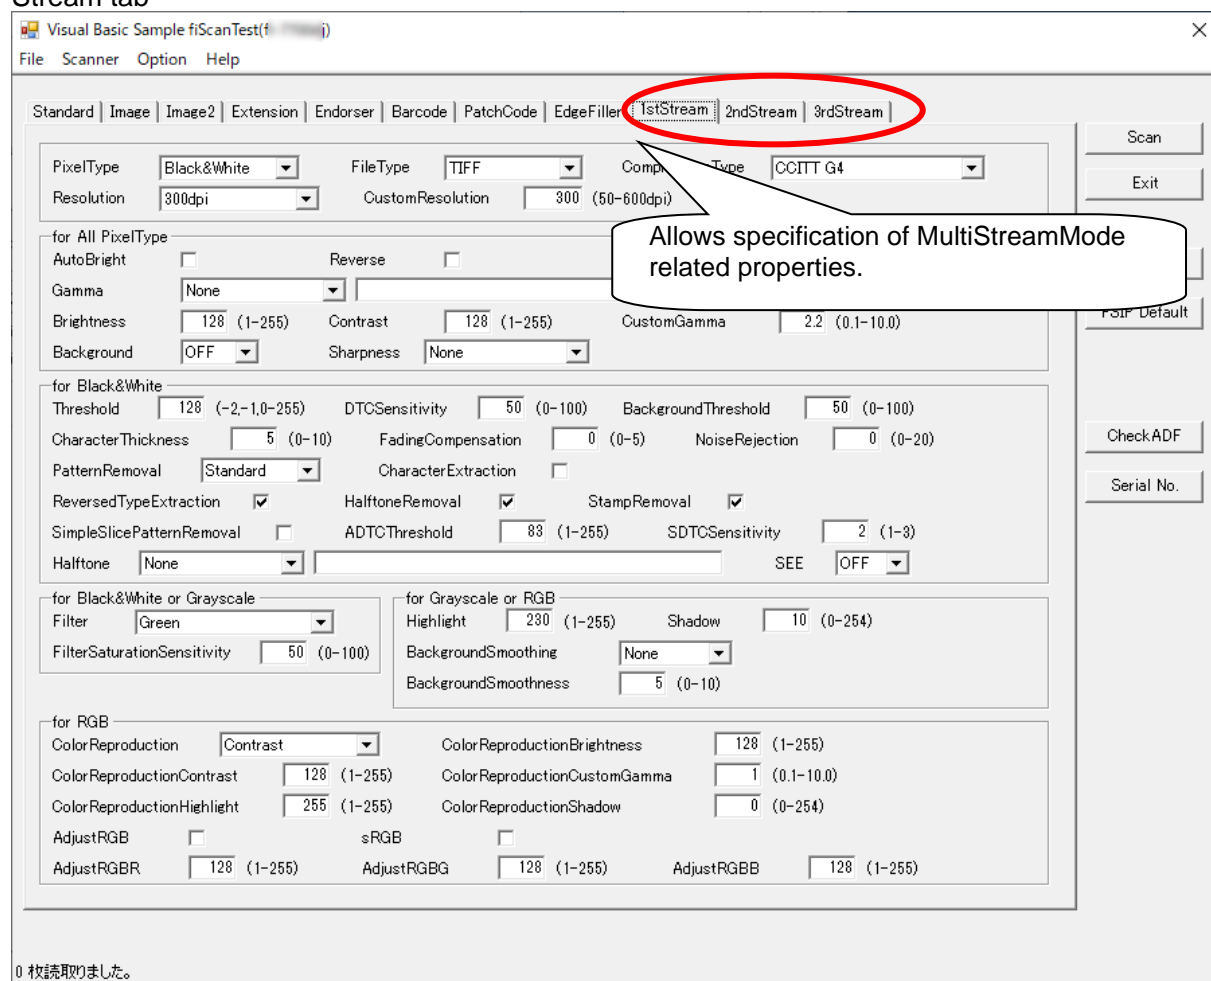 Stream tab
Visual Basic Sample fiScanTest(f j)
File Scanner Option Help
Standard Image Image2 Extension Endorser Barcode PatchCode EdgeFiller 1stStream 2ndStream 3rdStream
Scan
PixelType Black&White FileType TIFF Type CCITT G4
Exit
Resolution 300dpi CustomResolution 300 (50-600dpi)
Allows specification of MultiStreamMode
related properties.
for All PixelType
AutoBright Reverse
Gamma None
Brightness 128 (1-255) Contrast 128 (1-255) CustomGamma 2.2 (0.1-10.0)
Default
Background OFF Sharpness None
for Black&White
Threshold 128 (-2,-1,0-255) DTCSensitivity 50 (0-100) BackgroundThreshold 50 (0-100)
CharacterThickness 5 (0-10) FadingCompensation 0 (0-5) NoiseRejection 0 (0-20)
CheckADF
PatternRemoval Standard CharacterExtraction
Serial No.
ReversedTypeExtraction HalftoneRemoval StampRemoval
SimpleSlicePatternRemoval ADTCThreshold 83 (1-255) SDTCSensitivity 2 (1-3)
Halftone None SEE OFF
for Black&White or Grayscale
Filter Green
FilterSaturationSensitivity 50 (0-100)
for Grayscale or RGB
Highlight 230 (1-255) Shadow 10 (0-254)
BackgroundSmoothing None
BackgroundSmoothness 5 (0-10)
for RGB
ColorReproduction Contrast ColorReproductionBrightness 128 (1-255)
ColorReproductionContrast 128 (1-255) ColorReproductionCustomGamma 1 (0.1-10.0)
ColorReproductionHighlight 255 (1-255) ColorReproductionShadow 0 (0-254)
AdjustRGB sRGB
AdjustRGBR 128 (1-255) AdjustRGBG 128 (1-255) AdjustRGBB 128 (1-255)
0 枚読取りました。